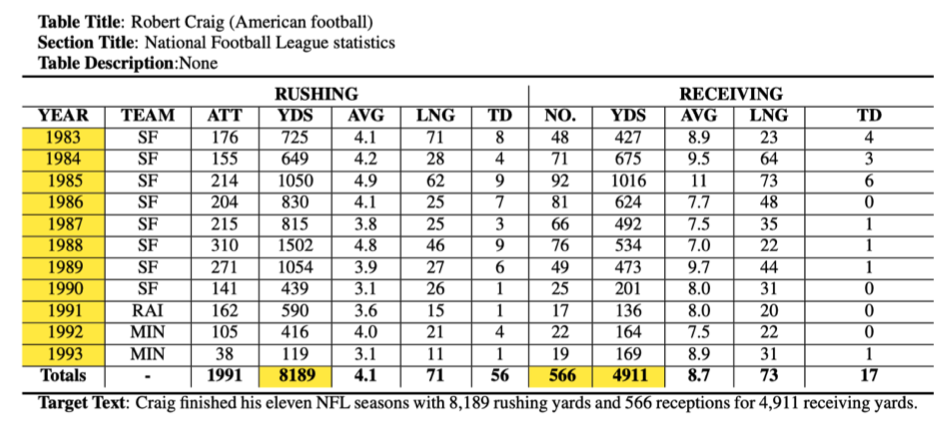 Table Title: Robert Craig (American football)
Section Title: National Football League statistics
Table Description:None
RUSHING RECEIVING
YEAR TEAM ATT YDS AVG LNG TD NO. YDS AVG LNG TD
1983 SF 176 725 4.1 71 8 48 427 8.9 23 4
1984 SF 155 649 4.2 28 4 71 675 9.5 64 3
1985 SF 214 1050 4.9 62 9 92 1016 11 73 6
1986 SF 204 830 4.1 25 7 81 624 7.7 48 0
1987 SF 215 815 3.8 25 3 66 492 7.5 35 1
1988 SF 310 1502 4.8 46 9 76 534 7.0 22 1
1989 SF 271 1054 3.9 27 6 49 473 9.7 44 1
1990 SF 141 439 3.1 26 1 25 201 8.0 31 0
1991 RAI 162 590 3.6 15 1 17 136 8.0 20 0
1992 MIN 105 416 4.0 21 4 22 164 7.5 22 0
1993 MIN 38 119 3.1 11 1 19 169 8.9 31 1
Totals - 1991 8189 4.1 71 56 566 4911 8.7 73 17
Target Text: Craig finished his eleven NFL seasons with 8,189 rushing yards and 566 receptions for 4,911 receiving yards.